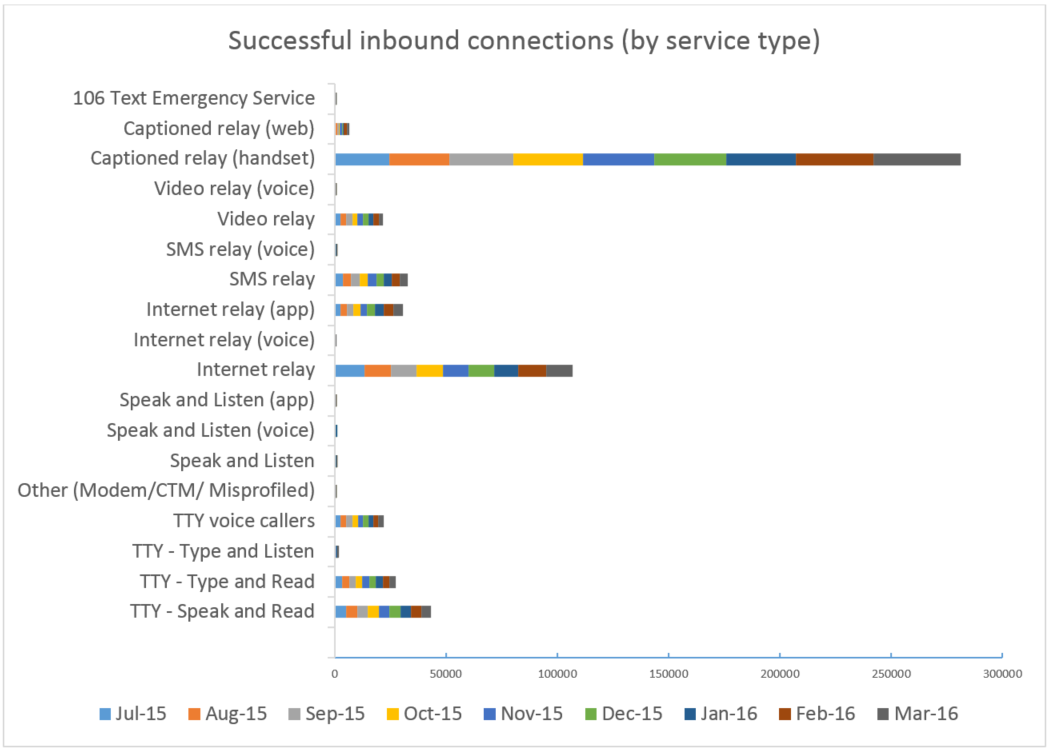 Successful inbound connections (by service type)
106 Text Emergency Service
Captioned relay (web)
Captioned relay (handset)
Video relay (voice)
Video relay
SMS relay (voice)
SMS relay
Internet relay (app)
Internet relay (voice)
Internet relay
Speak and Listen (app)
Speak and Listen (voice)
Speak and Listen
Other (Modem/CTM/ Misprofiled)
TTY voice callers
TTY - Type and Listen
TTY - Type and Read
TTY - Speak and Read
0 50000 100000 150000 200000 250000 300000
Jul-15 Aug-15 Sep-15 Oct-15 Nov-15 Dec-15 Jan-16 Feb-16 Mar-16